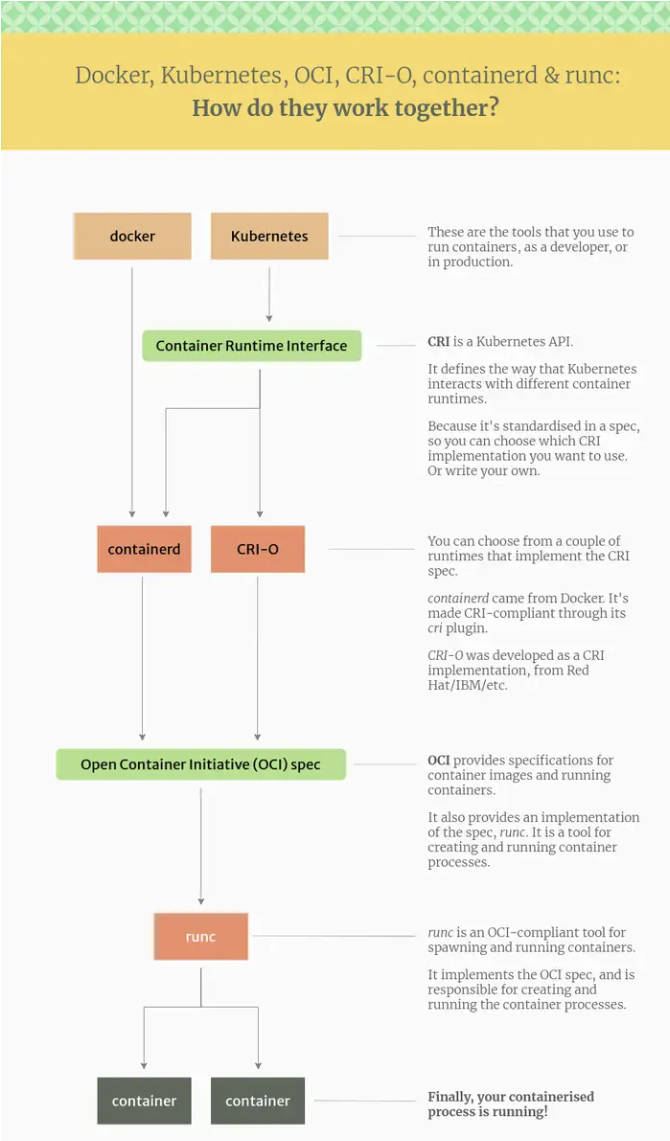 Docker, Kubernetes, OCI, CRI-O, containerd & runc:
How do they work together?
docker
Kubernetes
These are the tools that you use to
run containers, as a developer, or
in production.
Container Runtime Interface
CRI is a Kubernetes API.
It defines the way that Kubernetes
interacts with different container
runtimes.
Because it's standardised in a spec,
so you can choose which CRI
implementation you want to use.
Or write your own.
containerd
CRI-O
You can choose from a couple of
runtimes that implement the CRI
spec.
containerd came from Docker. It's
made CRI-compliant through its
cri plugin.
CRI-O was developed as a CRI
implementation, from Red
Hat/IBM/etc.
Open Container Initiative (OCI) spec
OCI provides specifications for
container images and running
containers.
It also provides an implementation
of the spec, runc. It is a tool for
creating and running container
processes.
runc
runc is an OCI-compliant tool for
spawning and running containers.
It implements the OCI spec, and is
responsible for creating and
running the container processes.
container
container
Finally, your containerised
process is running!